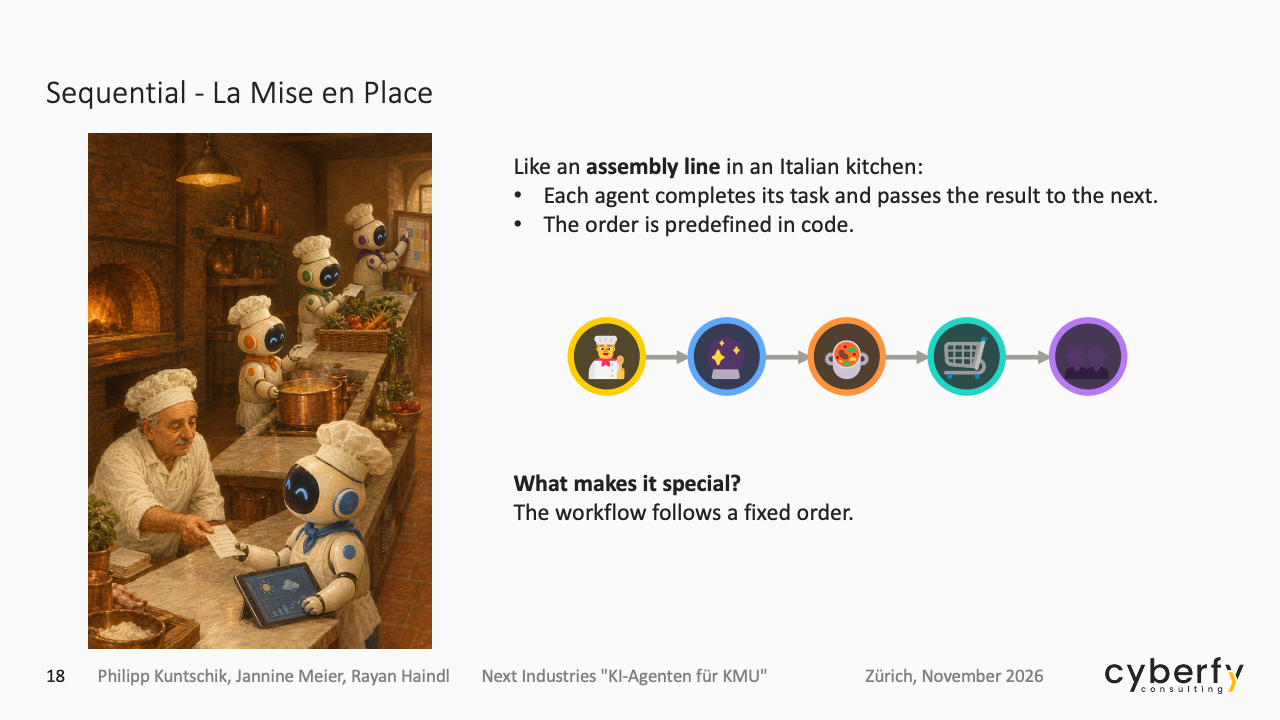 Sequential - La Mise en Place
Like an assembly line in an Italian kitchen:
• Each agent completes its task and passes the result to the next.
• The order is predefined in code.
What makes it special?
The workflow follows a fixed order.
18 Philipp Kuntschik, Jannine Meier, Rayan Haindl Next Industries "KI-Agenten für KMU" Zürich, November 2026
cyberfy
consulting